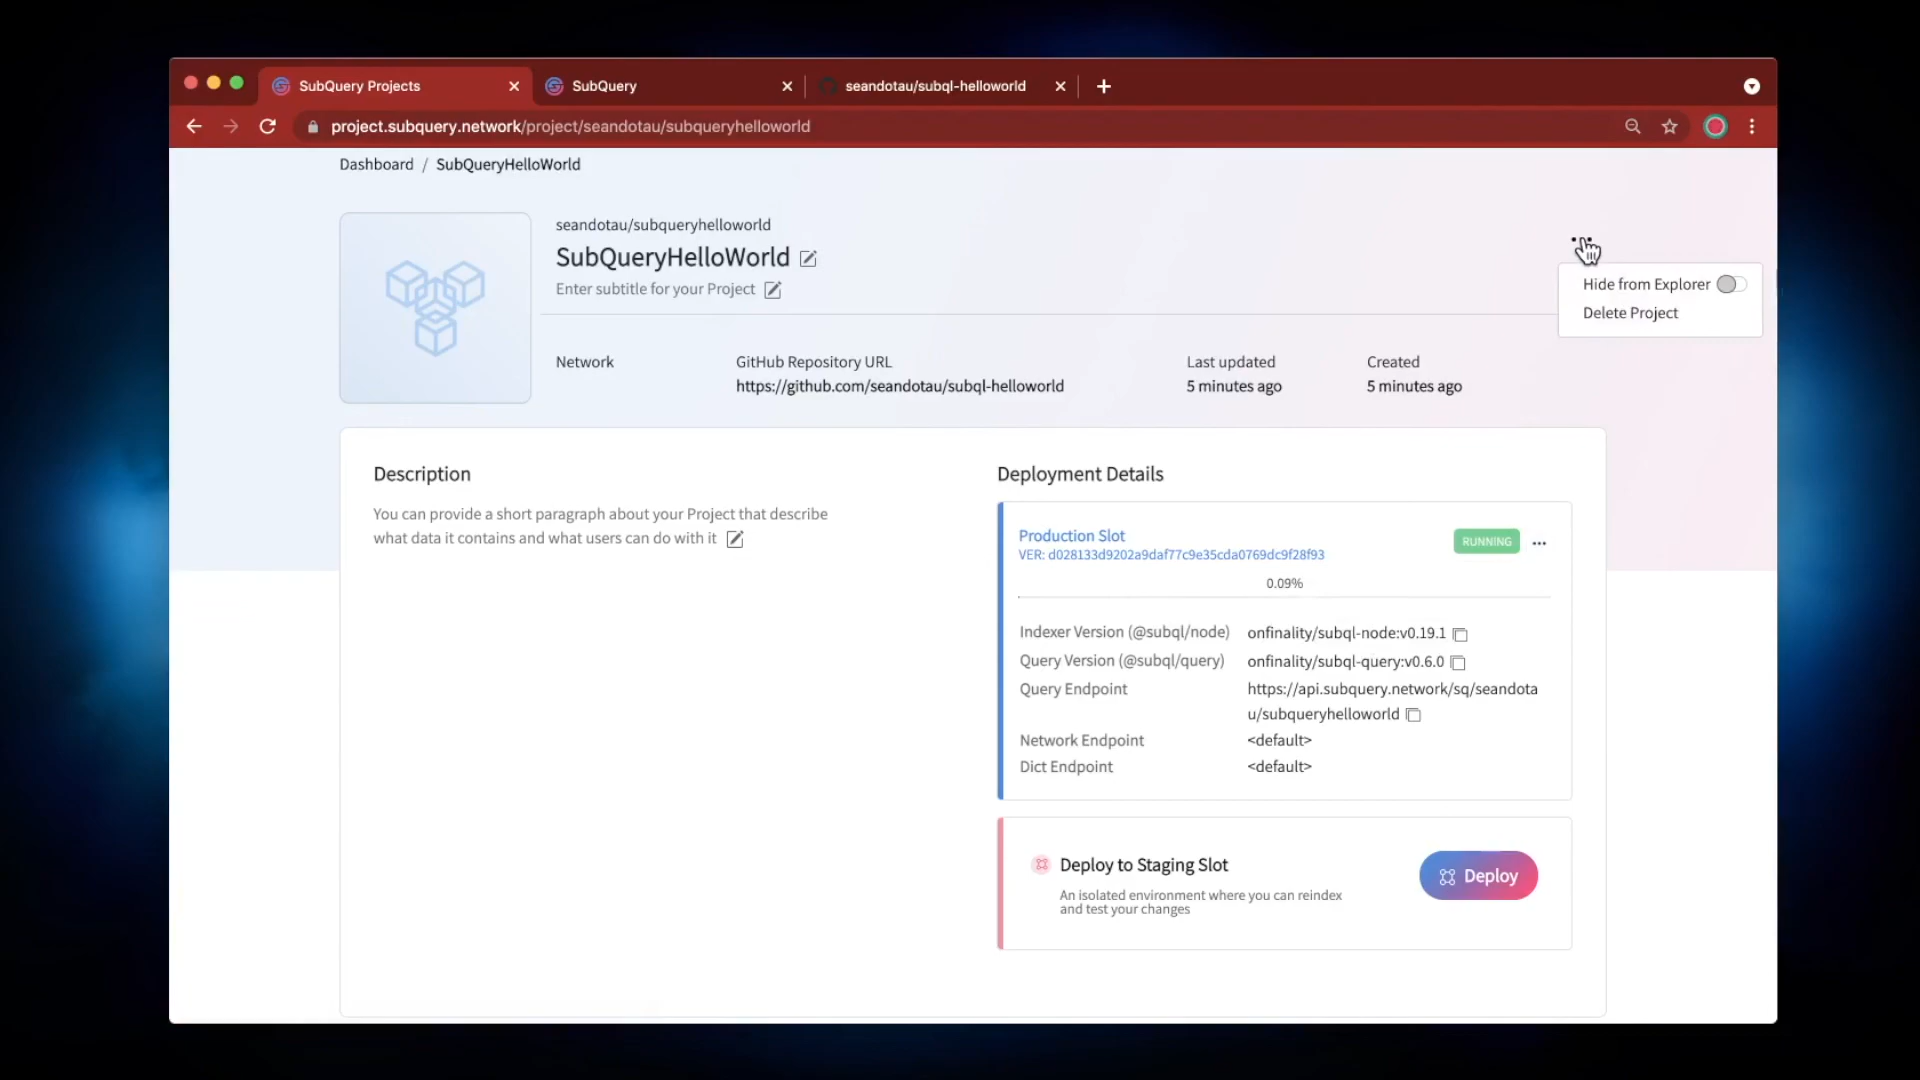 SubQuery Projects
SubQuery
seandotau/subql-helloworld
project.subquery.network/project/seandotau/subqueryhelloworld
Dashboard / SubQueryHelloWorld
seandotau/subqueryhelloworld
SubQueryHelloWorld
Enter subtitle for your Project
Hide from Explorer
Delete Project
Network
GitHub Repository URL
https://github.com/seandotau/subql-helloworld
Last updated
5 minutes ago
Created
5 minutes ago
Description
You can provide a short paragraph about your Project that describe
what data it contains and what users can do with it
Deployment Details
Production Slot
RUNNING
VER: d028133d9202a9daf77c9e35cda0769dc9f28f93
0.09%
Indexer Version (@subql/node) onfinality/subql-node:v0.19.1
Query Version (@subql/query) onfinality/subql-query:v0.6.0
Query Endpoint https://api.subquery.network/sq/seandota
u/subqueryhelloworld
Network Endpoint <default>
Dict Endpoint <default>
Deploy to Staging Slot
An isolated environment where you can reindex
and test your changes
Deploy